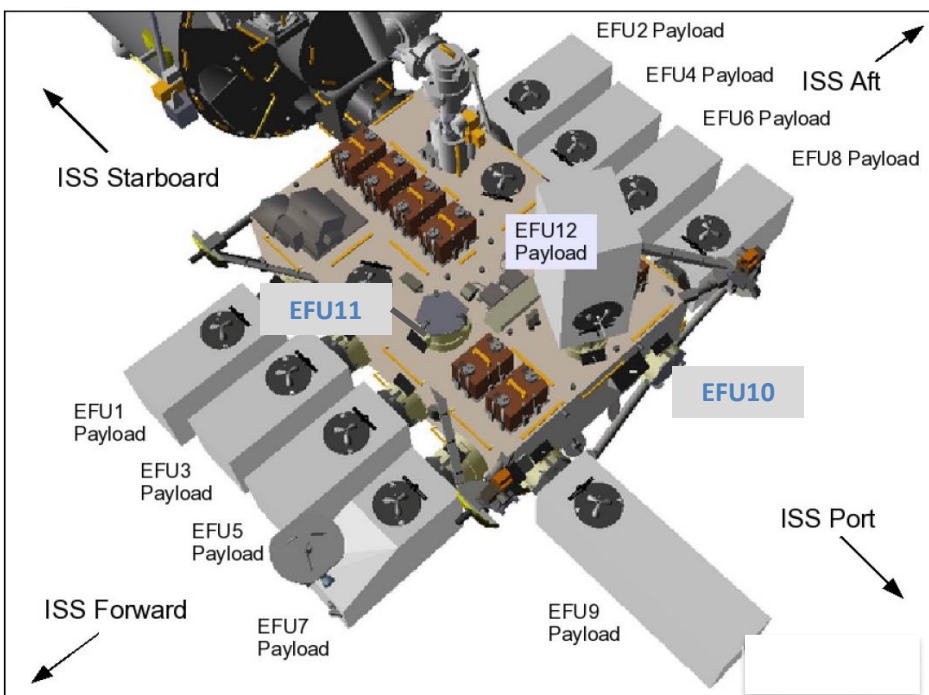 EFU2 Payload
EFU4 Payload
ISS Aft
EFU6 Payload
EFU8 Payload
ISS Starboard
EFU12
Payload
EFU11
EFU10
EFU1
Payload
EFU3
Payload
EFU5
Payload
ISS Port
ISS Forward
EFU7
Payload
EFU9
Payload